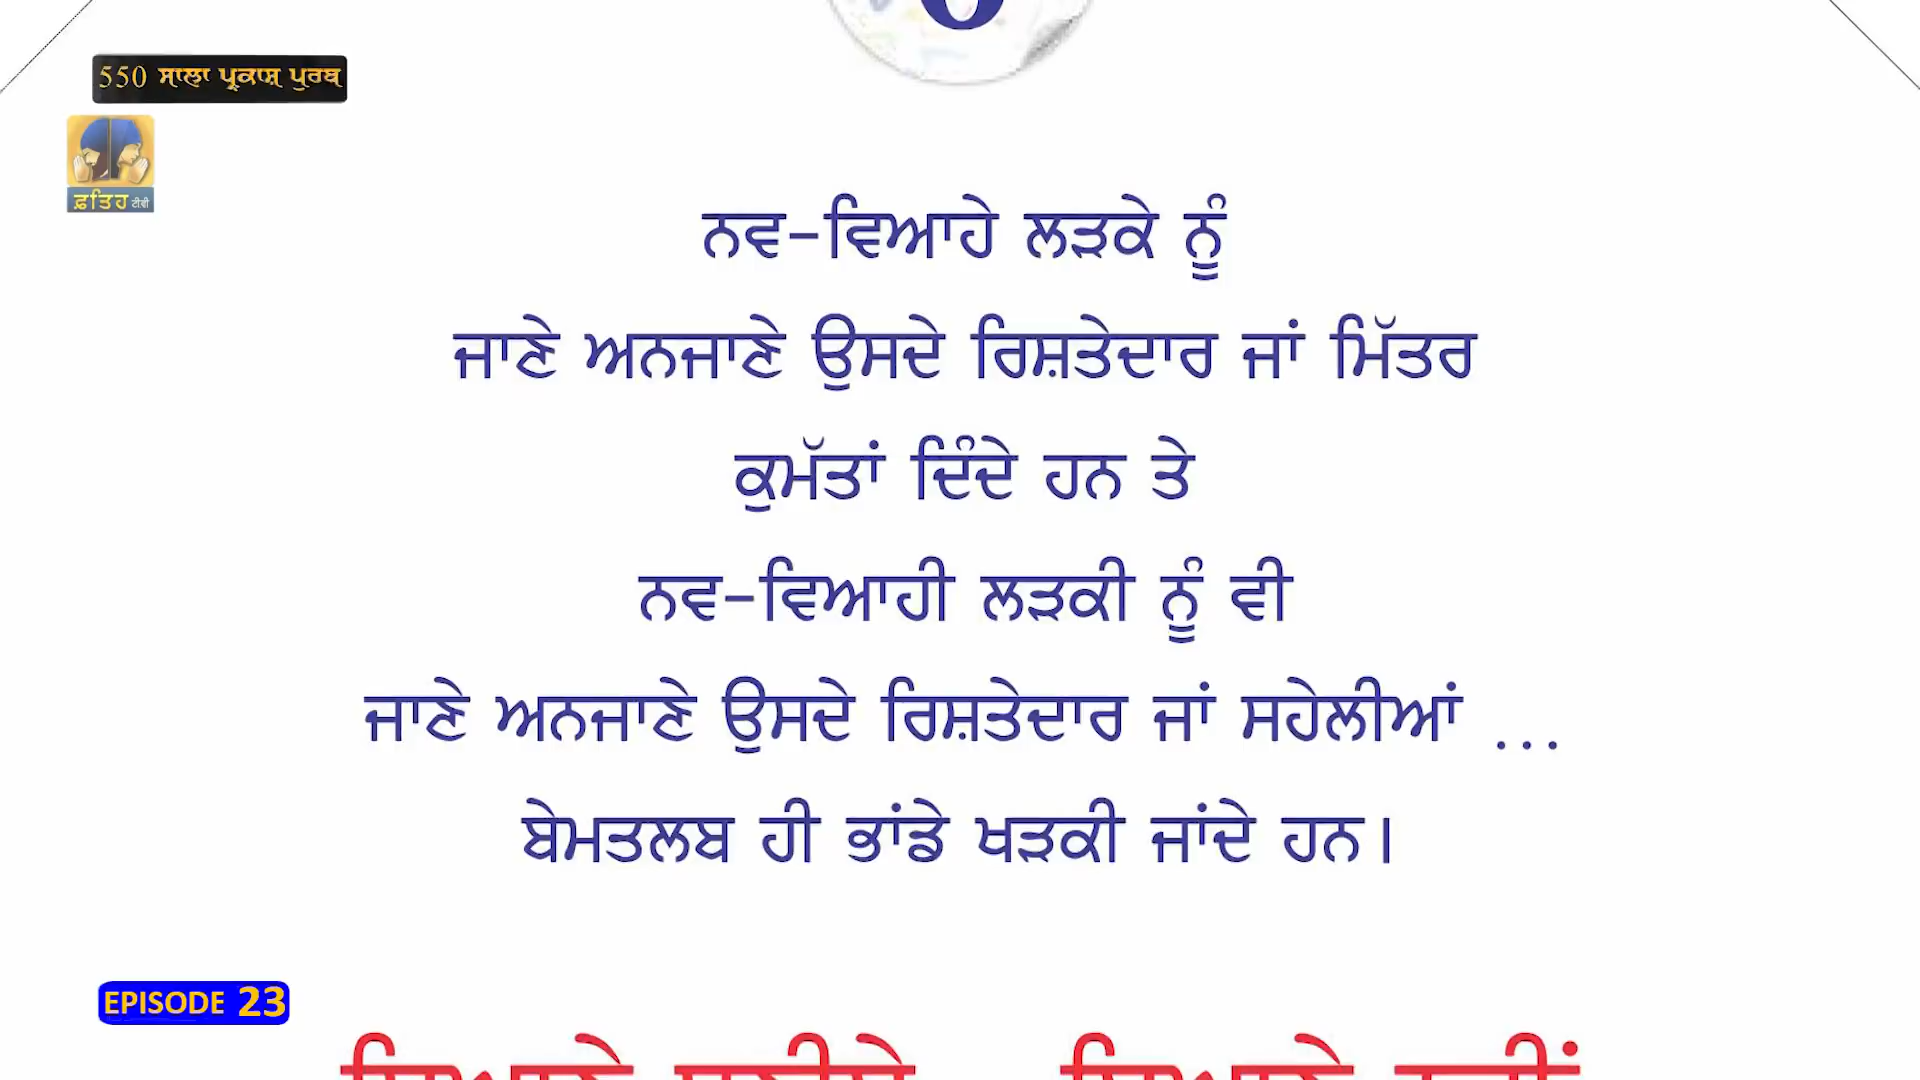 550 ਸਾਲਾ ਪ੍ਰਕਾਸ਼ ਪੁਰਬ
ਫ਼ਤਿਹ ਟੀਵੀ
ਨਵ-ਵਿਆਹੇ ਲੜਕੇ ਨੂੰ
ਜਾਣੇ ਅਨਜਾਣੇ ਉਸਦੇ ਰਿਸ਼ਤੇਦਾਰ ਜਾਂ ਮਿੱਤਰ
ਕੁਮੱਤਾਂ ਦਿੰਦੇ ਹਨ ਤੇ
ਨਵ-ਵਿਆਹੀ ਲੜਕੀ ਨੂੰ ਵੀ
ਜਾਣੇ ਅਨਜਾਣੇ ਉਸਦੇ ਰਿਸ਼ਤੇਦਾਰ ਜਾਂ ਸਹੇਲੀਆਂ ...
ਬੇਮਤਲਬ ਹੀ ਭਾਂਡੇ ਖੜਕੀ ਜਾਂਦੇ ਹਨ।
EPISODE 23